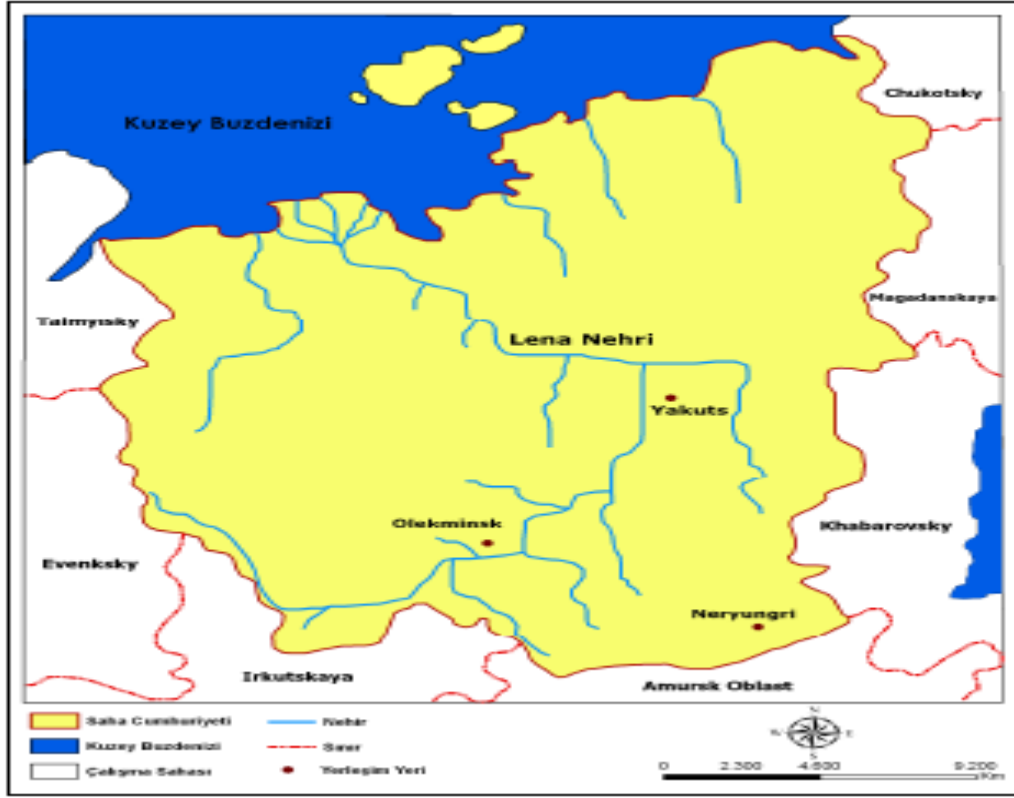 Chukotsky
Kuzey Buzdenizi
Magadanskaya
Taimyısky
Lena Nehri
Yakuts
Olekminsk
Khabarovsky
Evenksky
Neryungri
Irkutskaya
Amursk Oblast
Saha Cumhuriyeti
Nehir
Kuzey Buzdenizi
Sınır
Çalışma Sahası
Yerleşim Yeri
N
W E
S
0 2.300 4.600 9.200
Km